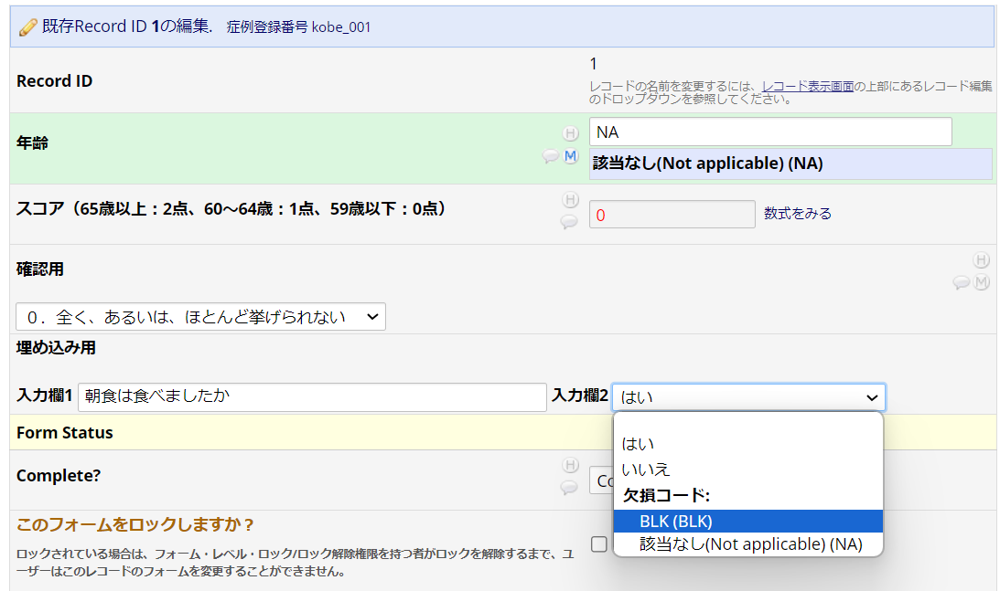 既存Record ID 1の編集. 症例登録番号 kobe_001
Record ID
1
レコードの名前を変更するには、レコード表示画面の上部にあるレコード編集
のドロップダウンを参照してください。
年齢
H
NA
M
該当なし(Not applicable) (NA)
スコア（65歳以上：2点、60～64歳：1点、59歳以下：0点）
H
0
数式をみる
確認用
H
M
０．全く、あるいは、ほとんど挙げられない
埋め込み用
入力欄1 朝食は食べましたか 入力欄2 はい
はい
いいえ
欠損コード:
BLK (BLK)
該当なし(Not applicable) (NA)
Form Status
Complete?
H
このフォームをロックしますか？
ロックされている場合は、フォーム・レベル・ロック/ロック解除権限を持つ者がロックを解除するまで、ユ
ーザーはこのレコードのフォームを変更することができません。